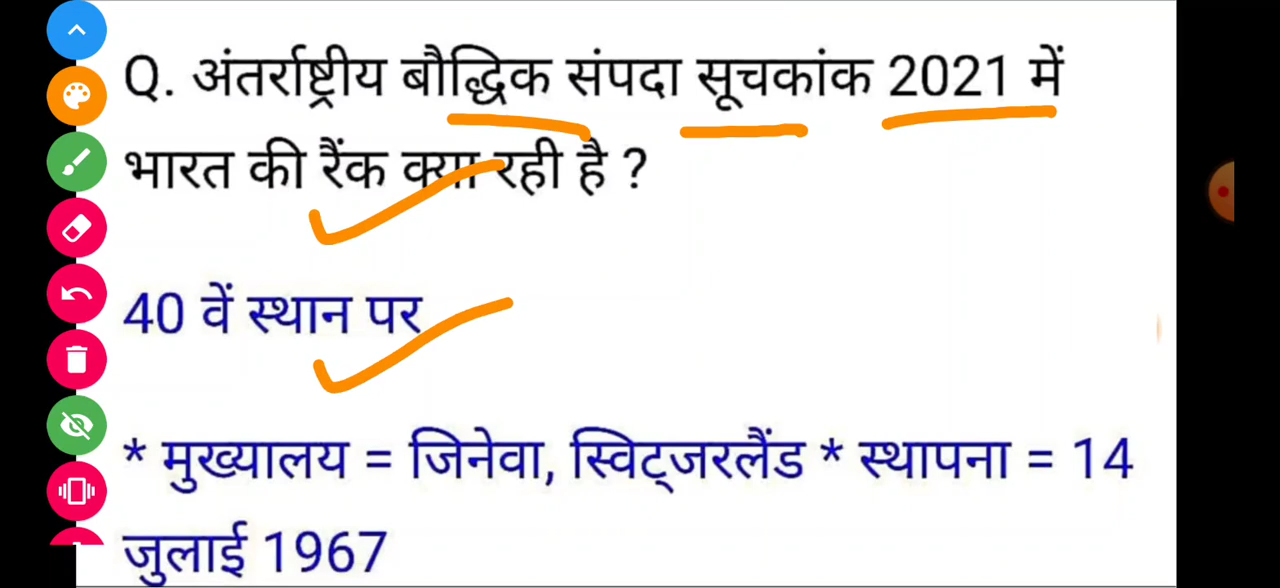 Q. अंतर्राष्ट्रीय बौद्धिक संपदा सूचकांक 2021 में
भारत की रैंक क्या रही है ?
40 वें स्थान पर
* मुख्यालय = जिनेवा, स्विट्जरलैंड * स्थापना = 14
जुलाई 1967